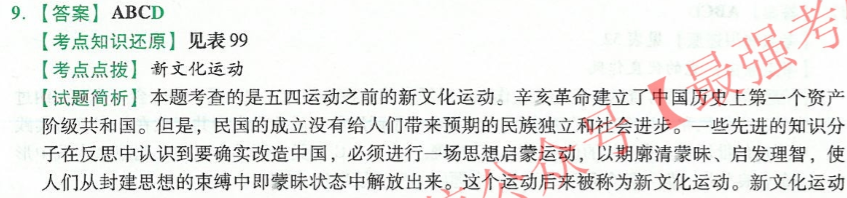 9. 【答案】ABCD
【考点知识还原】见表99
【考点点拨】新文化运动
【试题简析】本题考查的是五四运动之前的新文化运动。辛亥革命建立了中国历史上第一个资产
阶级共和国。但是，民国的成立没有给人们带来预期的民族独立和社会进步。一些先进的知识分
子在反思中认识到要确实改造中国，必须进行一场思想启蒙运动，以期廓清蒙昧、启发理智，使
人们从封建思想的束缚中即蒙昧状态中解放出来。这个运动后来被称为新文化运动。新文化运动
公众号【最强考